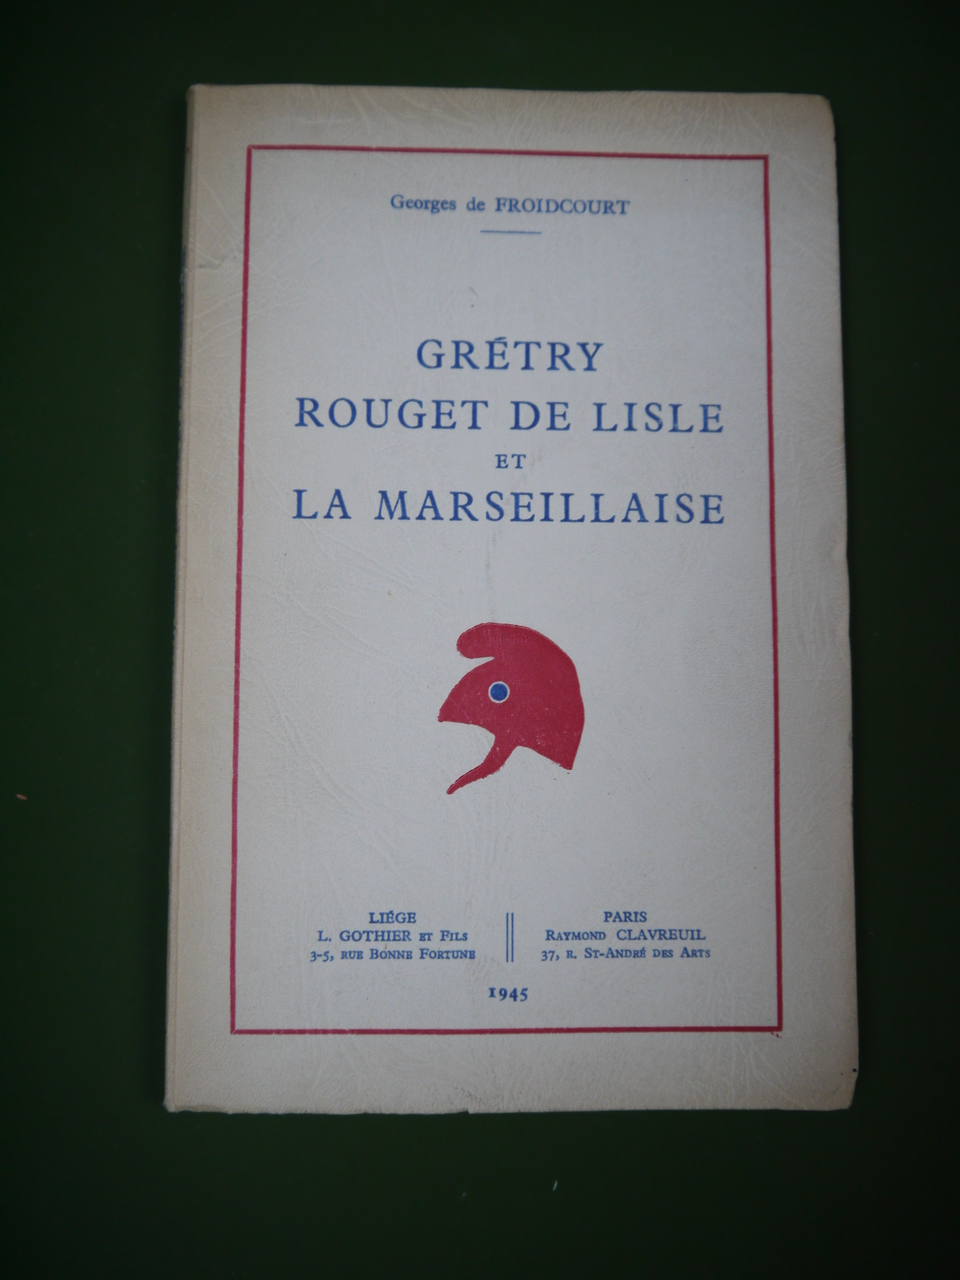 Georges de FROIDCOURT
GRÉTRY
ROUGET DE LISLE
ET
LA MARSEILLAISE
LIÉGE
L. GOTHIER ET FILS
3-5, RUE BONNE FORTUNE
PARIS
RAYMOND CLAVREUIL
37, R. ST-ANDRÉ DES ARTS
1945